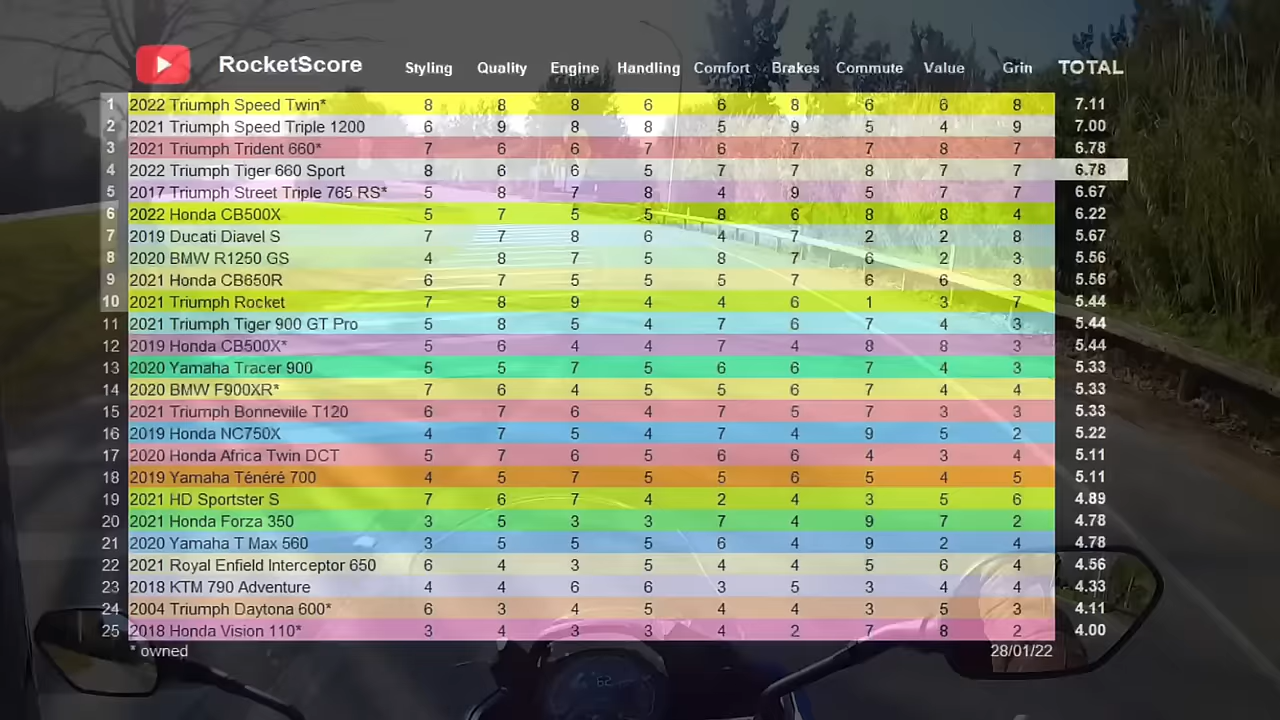 RocketScore Styling Quality Engine Handling Comfort Brakes Commute Value Grin TOTAL
1 2022 Triumph Speed Twin* 8 8 8 6 6 8 6 6 8 7.11
2 2021 Triumph Speed Triple 1200 6 9 8 8 5 9 5 4 9 7.00
3 2021 Triumph Trident 660* 7 6 6 7 6 7 7 8 7 6.78
4 2022 Triumph Tiger 660 Sport 8 6 6 5 7 7 8 7 7 6.78
5 2017 Triumph Street Triple 765 RS* 5 8 7 8 4 9 5 7 7 6.67
6 2022 Honda CB500X 5 7 5 5 8 6 8 8 4 6.22
7 2019 Ducati Diavel S 7 7 8 6 4 7 2 2 8 5.67
8 2020 BMW R1250 GS 4 8 7 5 8 7 6 2 3 5.56
9 2021 Honda CB650R 6 7 5 5 5 7 6 6 3 5.56
10 2021 Triumph Rocket 7 8 9 4 4 6 1 3 7 5.44
11 2021 Triumph Tiger 900 GT Pro 5 8 5 4 7 6 7 4 3 5.44
12 2019 Honda CB500X* 5 6 4 4 7 4 8 8 3 5.44
13 2020 Yamaha Tracer 900 5 5 7 5 6 6 7 4 3 5.33
14 2020 BMW F900XR* 7 6 4 5 5 6 7 4 4 5.33
15 2021 Triumph Bonneville T120 6 7 6 4 7 5 7 3 3 5.33
16 2019 Honda NC750X 4 7 5 4 7 4 9 5 2 5.22
17 2020 Honda Africa Twin DCT 5 7 6 5 6 6 4 3 4 5.11
18 2019 Yamaha Ténéré 700 4 5 7 5 5 6 5 4 5 5.11
19 2021 HD Sportster S 7 6 7 4 2 4 3 5 6 4.89
20 2021 Honda Forza 350 3 5 3 3 7 4 9 7 2 4.78
21 2020 Yamaha T Max 560 3 5 5 5 6 4 9 2 4 4.78
22 2021 Royal Enfield Interceptor 650 6 4 3 5 4 4 5 6 4 4.56
23 2018 KTM 790 Adventure 4 4 6 6 3 5 3 4 4 4.33
24 2004 Triumph Daytona 600* 6 3 4 5 4 4 3 5 3 4.11
25 2018 Honda Vision 110* 3 4 3 3 4 2 7 8 2 4.00
* owned 28/01/22
62